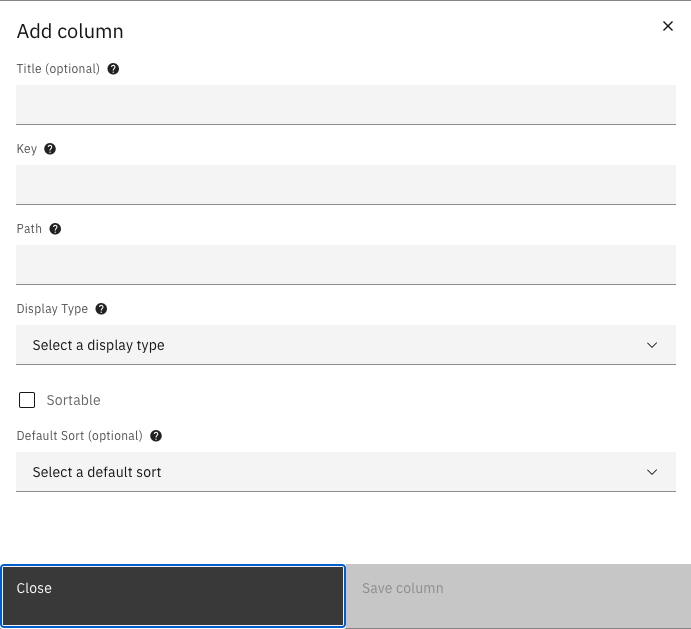 Add column
Title (optional)
Key
Path
Display Type
Select a display type
Sortable
Default Sort (optional)
Select a default sort
Close
Save column